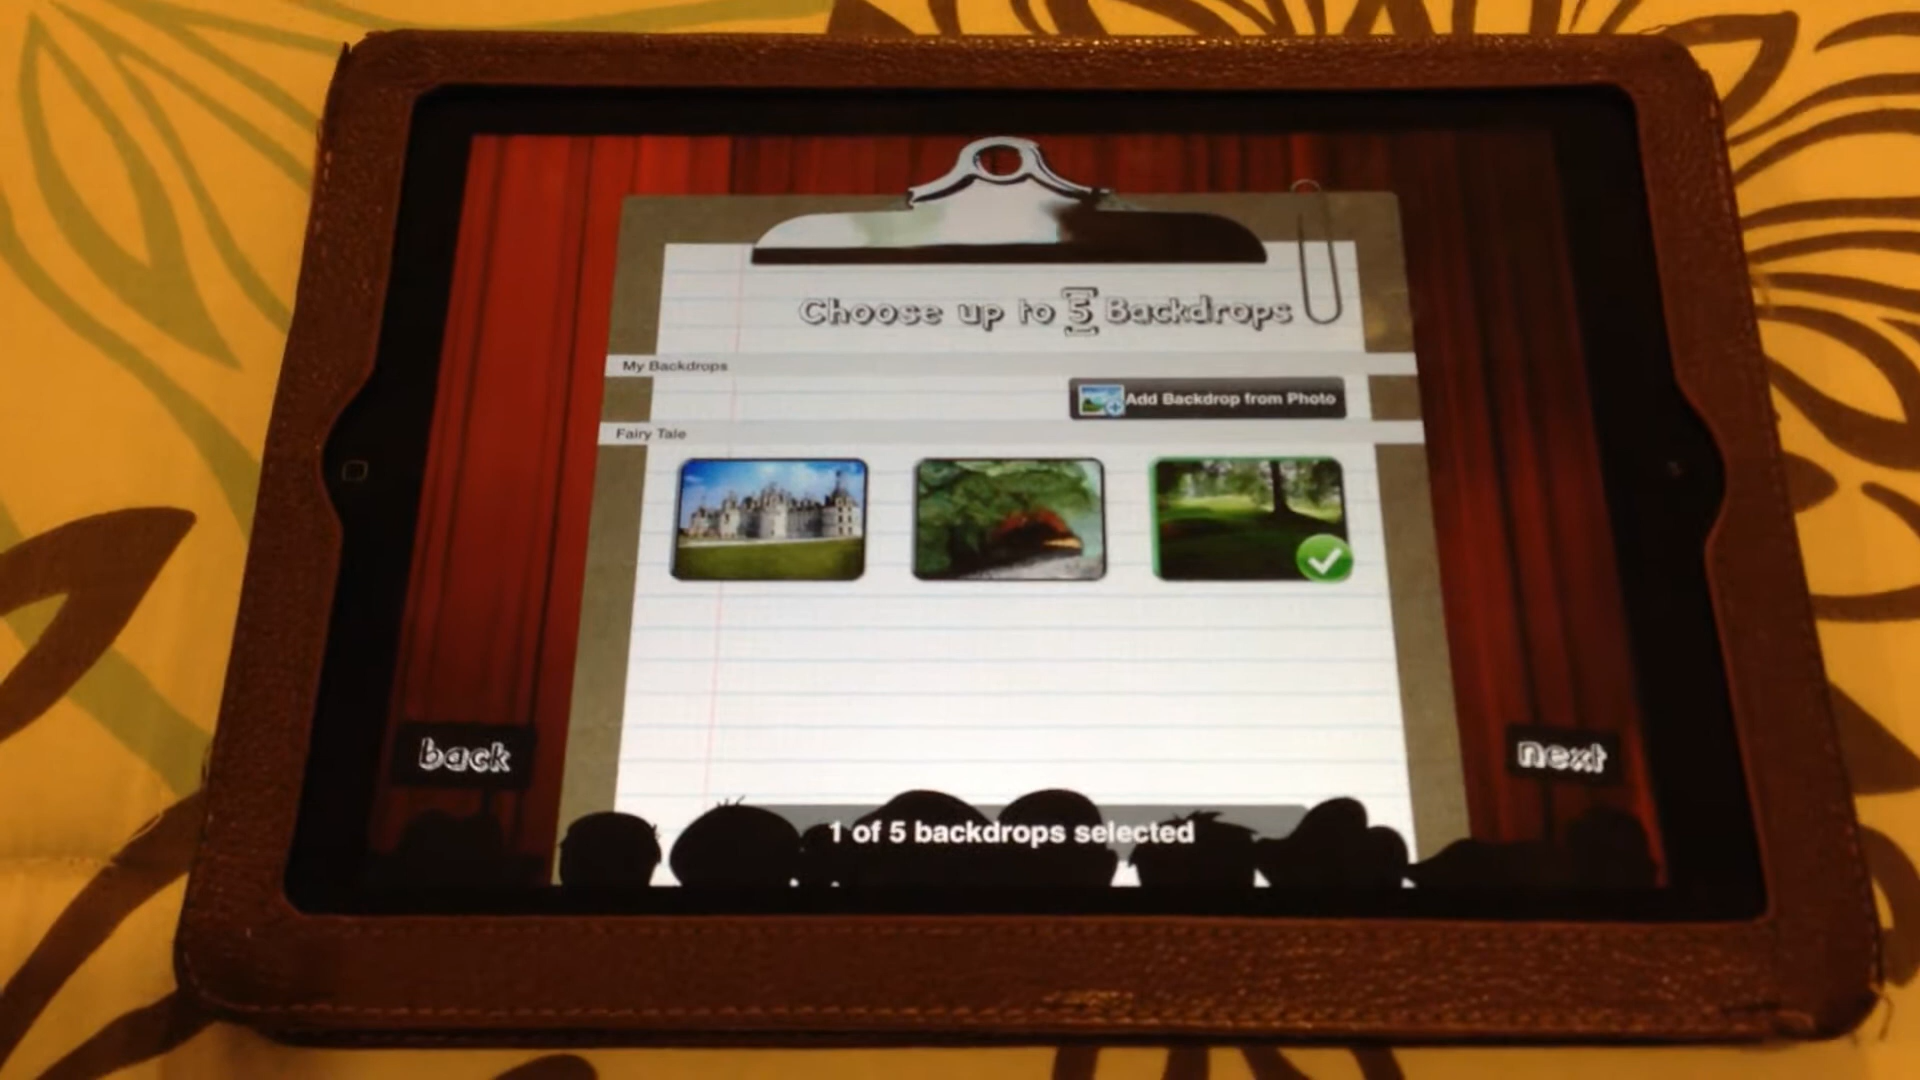 Choose up to 5 Backdrops
My Backdrops
Add Backdrop from Photo
Fairy Tale
back
next
1 of 5 backdrops selected